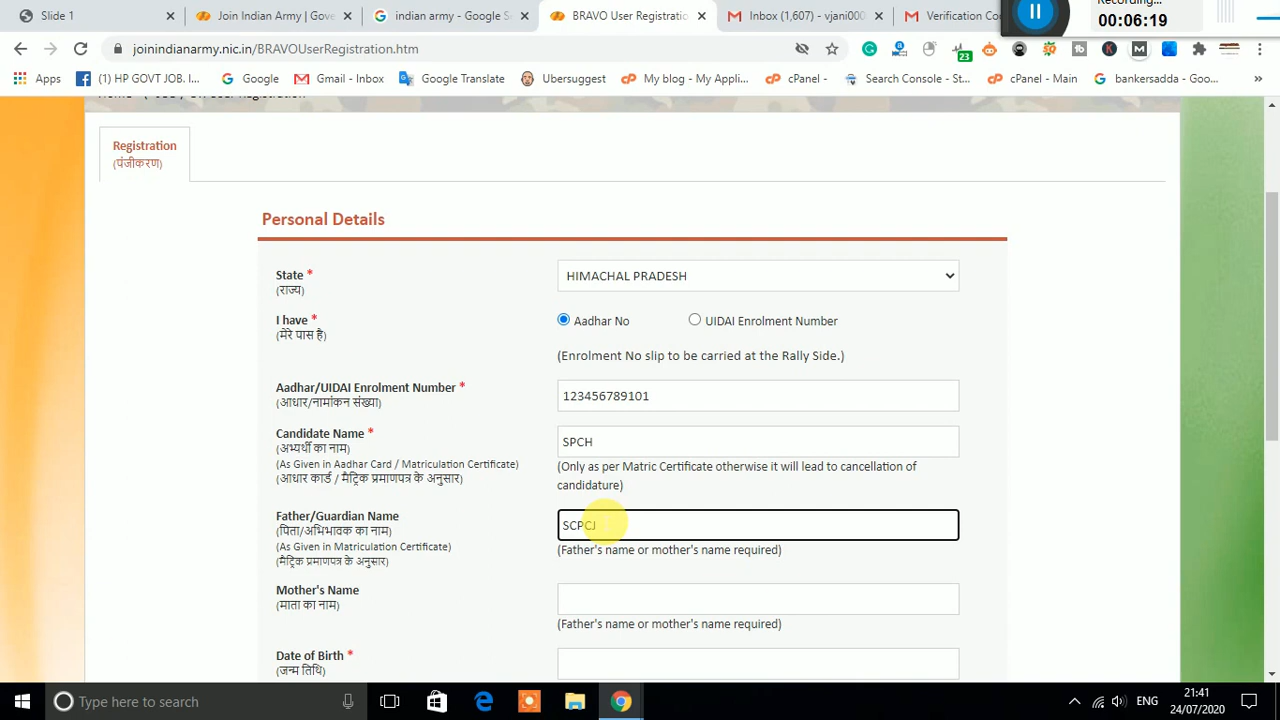 Slide 1
Join Indian Army | Gove
indian army - Google S
BRAVO User Registratio
Inbox (1,607) - vjani000
Verification Co
Recording...
00:06:19
joinindianarmy.nic.in/BRAVOUserRegistration.htm
23
Apps
(1) HP GOVT JOB. I...
Google
Gmail - Inbox
Google Translate
Ubersuggest
My blog - My Appli...
cPanel -
Search Console - St...
cPanel - Main
bankersadda - Goo...
Registration
(पंजीकरण)
Personal Details
State *
(राज्य)
HIMACHAL PRADESH
I have *
(मेरे पास है)
Aadhar No
UIDAI Enrolment Number
(Enrolment No slip to be carried at the Rally Side.)
Aadhar/UIDAI Enrolment Number *
(आधार/नामांकन संख्या)
123456789101
Candidate Name *
(अभ्यर्थी का नाम)
(As Given in Aadhar Card / Matriculation Certificate)
(आधार कार्ड / मैट्रिक प्रमाणपत्र के अनुसार)
SPCH
(Only as per Matric Certificate otherwise it will lead to cancellation of
candidature)
Father/Guardian Name
(पिता/अभिभावक का नाम)
(As Given in Matriculation Certificate)
(मैट्रिक प्रमाणपत्र के अनुसार)
SCPCJ
(Father's name or mother's name required)
Mother's Name
(माता का नाम)
(Father's name or mother's name required)
Date of Birth *
(जन्म तिथि)
Type here to search
ENG
21:41
24/07/2020